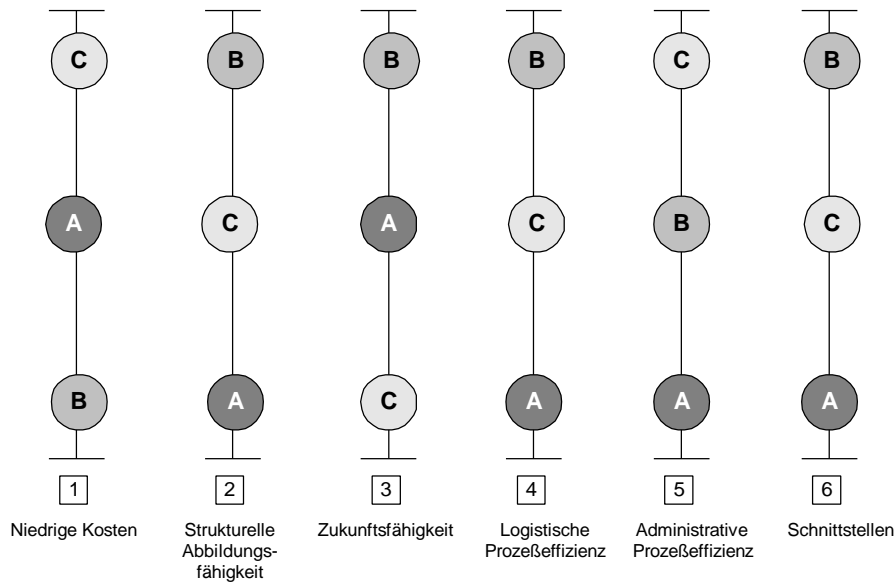 C B B B C B
A C A C B C
B A C A A A
1 2 3 4 5 6
Niedrige Kosten Strukturelle Zukunftsfähigkeit Logistische Administrative Schnittstellen
Abbildungs- Prozeßeffizienz Prozeßeffizienz
fähigkeit